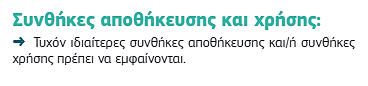 Συνθήκες αποθήκευσης και χρήσης:
➔ Τυχόν ιδιαίτερες συνθήκες αποθήκευσης και/ή συνθήκες
χρήσης πρέπει να εμφαίνονται.